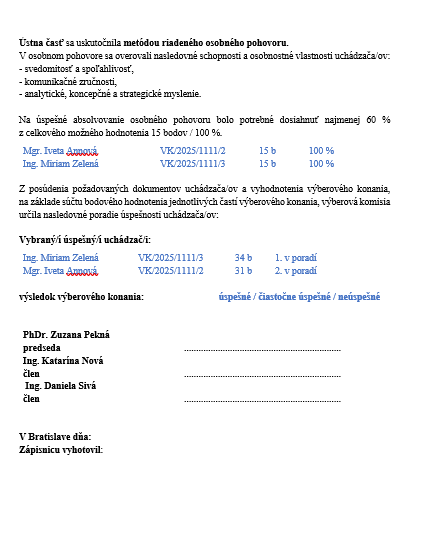 Ústna časť sa uskutočnila metódou riadeného osobného pohovoru.
V osobnom pohovore sa overovali nasledovné schopnosti a osobnostné vlastnosti uchádzača/ov:
- svedomitosť a spoľahlivosť,
- komunikačné zručnosti,
- analytické, koncepčné a strategické myslenie.
Na úspešné absolvovanie osobného pohovoru bolo potrebné dosiahnuť najmenej 60 %
z celkového možného hodnotenia 15 bodov / 100 %.
Mgr. Iveta Annová VK/2025/1111/2 15 b 100 %
Ing. Miriam Zelená VK/2025/1111/3 15 b 100 %
Z posúdenia požadovaných dokumentov uchádzača/ov a vyhodnotenia výberového konania,
na základe súčtu bodového hodnotenia jednotlivých častí výberového konania, výberová komisia
určila nasledovné poradie úspešnosti uchádzača/ov:
Vybraný/í úspešný/í uchádzač/i:
Ing. Miriam Zelená VK/2025/1111/3 34 b 1. v poradí
Mgr. Iveta Annová VK/2025/1111/2 31 b 2. v poradí
výsledok výberového konania: úspešné / čiastočne úspešné / neúspešné
PhDr. Zuzana Pekná
predseda ................................................................
Ing. Katarína Nová
člen ................................................................
Ing. Daniela Sivá
člen ................................................................
V Bratislave dňa:
Zápisnicu vyhotovil: